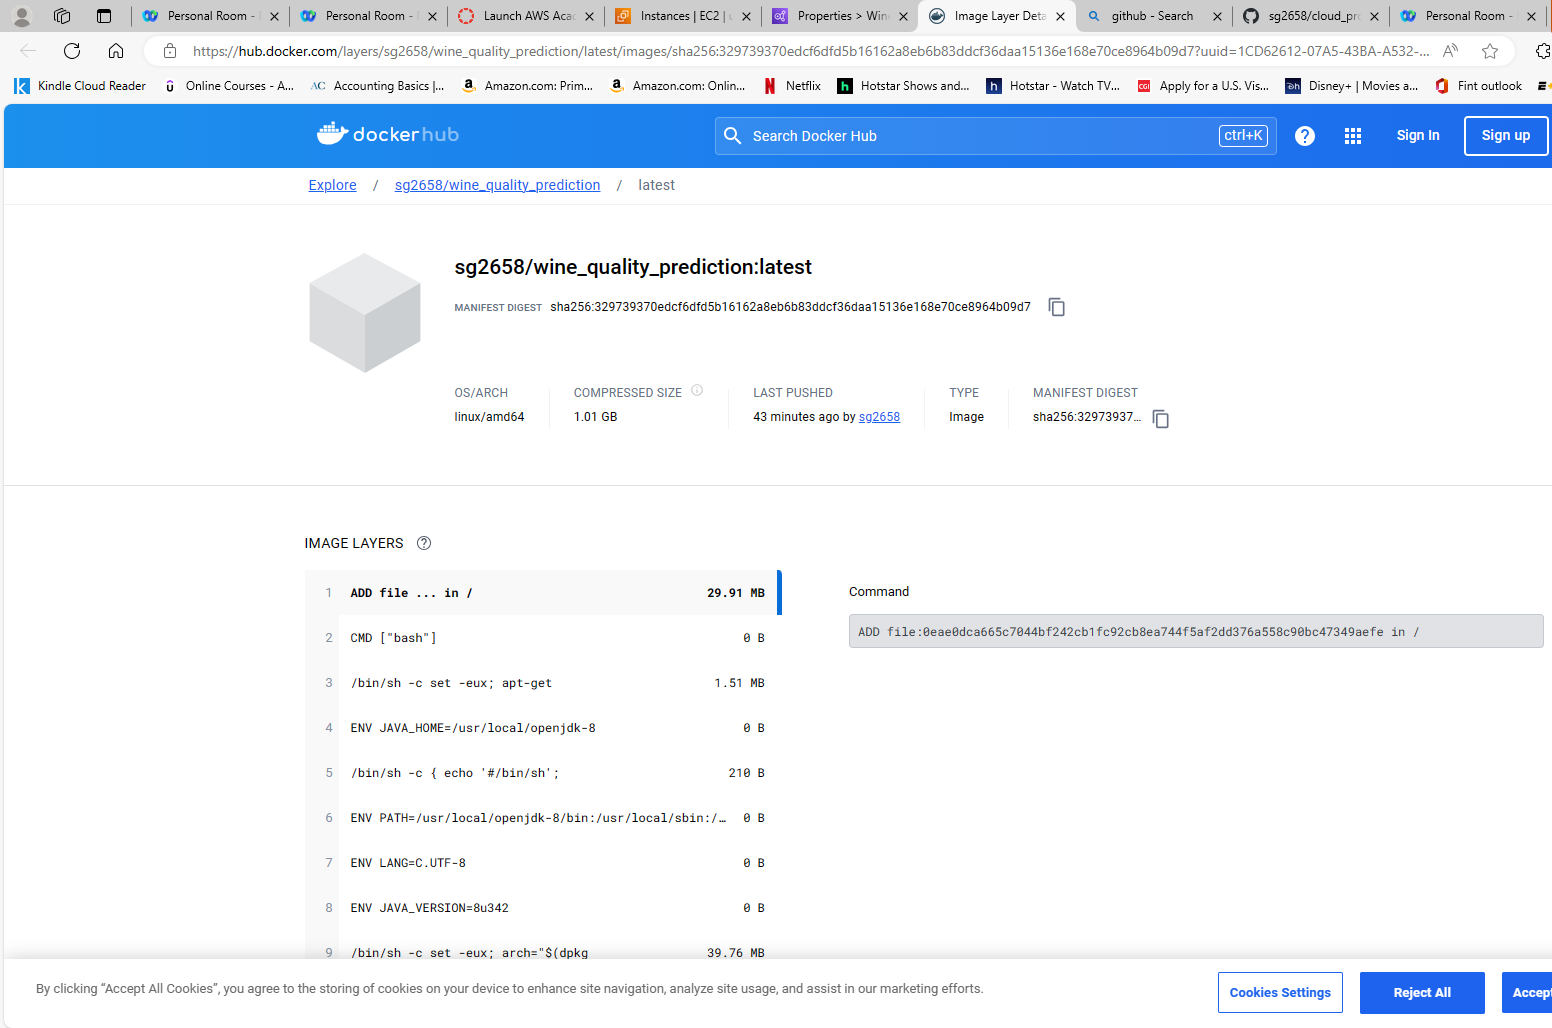 Personal Room -
Personal Room -
Launch AWS Aca
Instances | EC2 |
Properties > Win
Image Layer Deta
github - Search
sg2658/cloud_pr
Personal Room -
https://hub.docker.com/layers/sg2658/wine_quality_prediction/latest/images/sha256:329739370edcf6dfd5b16162a8eb6b83ddcf36daa15136e168e70ce8964b09d7?uuid=1CD62612-07A5-43BA-A532-...
Kindle Cloud Reader
Online Courses - A...
AC Accounting Basics |...
Amazon.com: Prim...
Amazon.com: Onlin...
Netflix
Hotstar Shows and...
Hotstar - Watch TV...
CGI Apply for a U.S. Vis...
Disney+ | Movies a...
Fint outlook
docker hub
Search Docker Hub
ctrl+K
Sign In
Sign up
Explore / sg2658/wine_quality_prediction / latest
sg2658/wine_quality_prediction:latest
MANIFEST DIGEST sha256:329739370edcf6dfd5b16162a8eb6b83ddcf36daa15136e168e70ce8964b09d7
OS/ARCH
linux/amd64
COMPRESSED SIZE
1.01 GB
LAST PUSHED
43 minutes ago by sg2658
TYPE
Image
MANIFEST DIGEST
sha256:32973937...
IMAGE LAYERS
1 ADD file ... in / 29.91 MB
2 CMD ["bash"] 0 B
3 /bin/sh -c set -eux; apt-get 1.51 MB
4 ENV JAVA_HOME=/usr/local/openjdk-8 0 B
5 /bin/sh -c { echo '#/bin/sh'; 210 B
6 ENV PATH=/usr/local/openjdk-8/bin:/usr/local/sbin:/... 0 B
7 ENV LANG=C.UTF-8 0 B
8 ENV JAVA_VERSION=8u342 0 B
9 /bin/sh -c set -eux; arch="$(dpkg 39.76 MB
Command
ADD file:0eae0dca665c7044bf242cb1fc92cb8ea744f5af2dd376a558c90bc47349aefe in /
By clicking “Accept All Cookies”, you agree to the storing of cookies on your device to enhance site navigation, analyze site usage, and assist in our marketing efforts.
Cookies Settings
Reject All
Accept